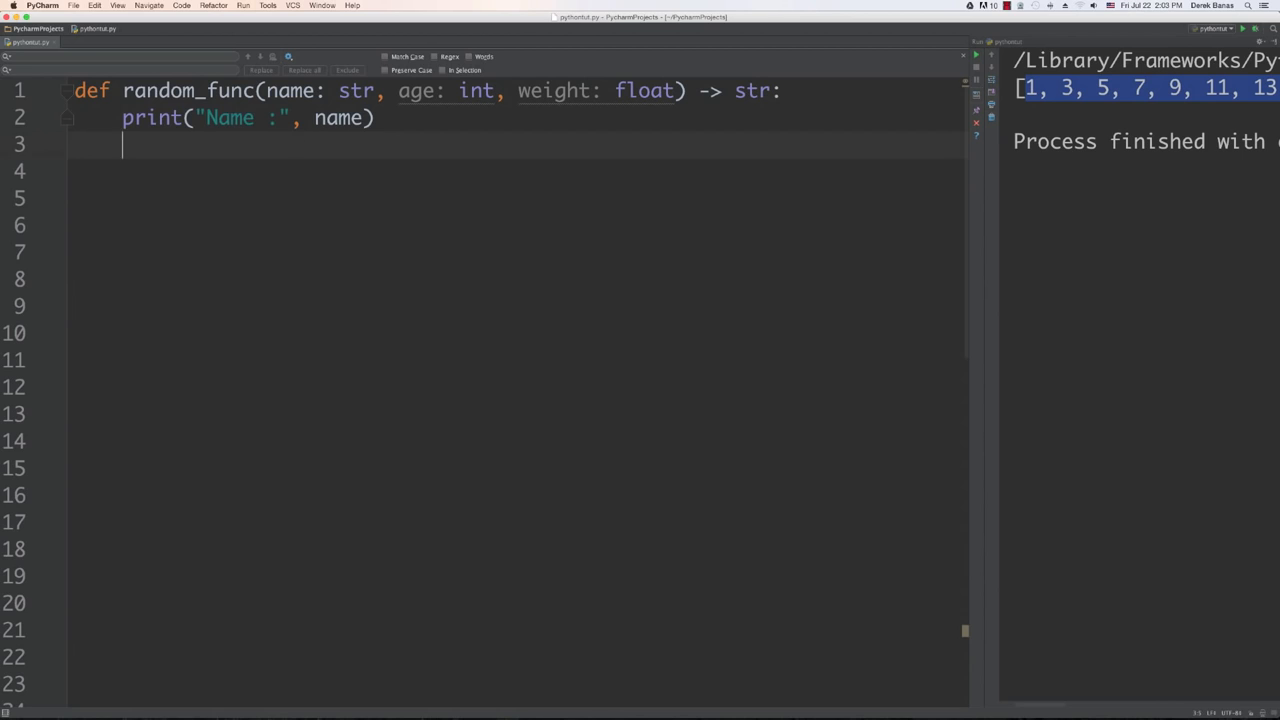 PyCharm File Edit View Navigate Code Refactor Run Tools VCS Window Help
10 Fri Jul 22 2:03 PM Derek Banas
pythontut.py - PycharmProjects - [~/PycharmProjects]
PycharmProjects pythontut.py
pythontut
pythontut.py
Run pythontut
Match Case Regex Words
Replace Replace all Exclude Preserve Case In Selection
1 def random_func(name: str, age: int, weight: float) -> str:
2 print("Name :", name)
3
4
5
6
7
8
9
10
11
12
13
14
15
16
17
18
19
20
21
22
23
/Library/Frameworks/Py
[1, 3, 5, 7, 9, 11, 13
Process finished with
3:5 LF÷ UTF-8÷